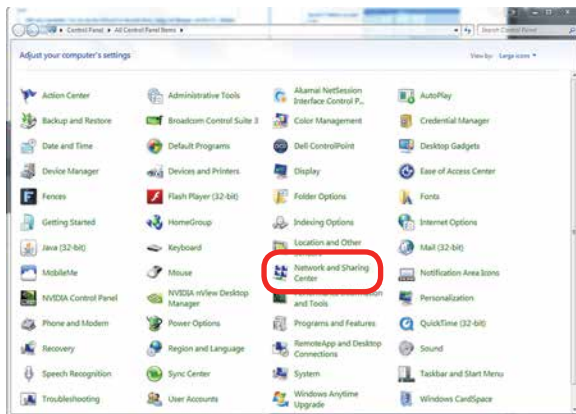 Control Panel ▸ All Control Panel Items ▸
Search Control Panel
Adjust your computer's settings
View by: Large icons
Action Center
Administrative Tools
Akamai NetSession
Interface Control P...
AutoPlay
Backup and Restore
Broadcom Control Suite 3
Color Management
Credential Manager
Date and Time
Default Programs
Dell ControlPoint
Desktop Gadgets
Device Manager
Devices and Printers
Display
Ease of Access Center
Fences
Flash Player (32-bit)
Folder Options
Fonts
Getting Started
HomeGroup
Indexing Options
Internet Options
Java (32-bit)
Keyboard
Location and Other
Mail (32-bit)
MobileMe
Mouse
Network and Sharing
Center
Notification Area Icons
NVIDIA Control Panel
NVIDIA nView Desktop
Manager
and Tools
Personalization
Phone and Modem
Power Options
Programs and Features
QuickTime (32-bit)
Recovery
Region and Language
RemoteApp and Desktop
Connections
Sound
Speech Recognition
Sync Center
System
Taskbar and Start Menu
Troubleshooting
User Accounts
Windows Anytime
Upgrade
Windows CardSpace